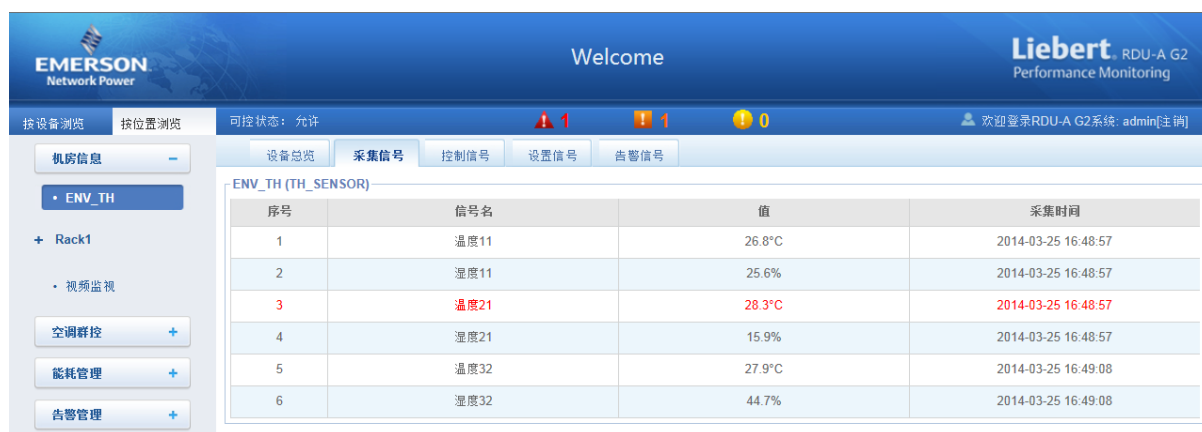 EMERSON
Network Power
Welcome
Liebert. RDU-A G2
Performance Monitoring
按设备浏览 按位置浏览 可控状态: 允许 1 1 0 欢迎登录RDU-A G2系统: admin[注销]
机房信息 −
设备总览 采集信号 控制信号 设置信号 告警信号
• ENV_TH
ENV_TH (TH_SENSOR)
序号 信号名 值 采集时间
+ Rack1
1 温度11 26.8°C 2014-03-25 16:48:57
2 湿度11 25.6% 2014-03-25 16:48:57
• 视频监视
3 温度21 28.3°C 2014-03-25 16:48:57
空调群控 +
4 湿度21 15.9% 2014-03-25 16:48:57
能耗管理 +
5 温度32 27.9°C 2014-03-25 16:49:08
告警管理 +
6 湿度32 44.7% 2014-03-25 16:49:08